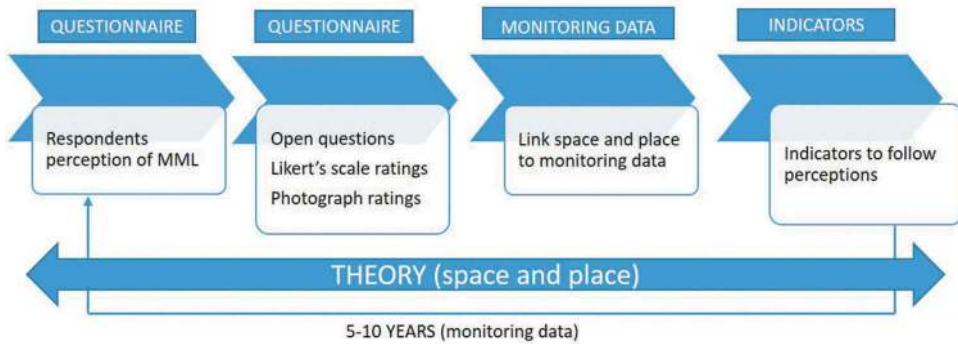 QUESTIONNAIRE
QUESTIONNAIRE
MONITORING DATA
INDICATORS
Respondents
perception of MML
Open questions
Likert's scale ratings
Photograph ratings
Link space and place
to monitoring data
Indicators to follow
perceptions
THEORY (space and place)
5-10 YEARS (monitoring data)